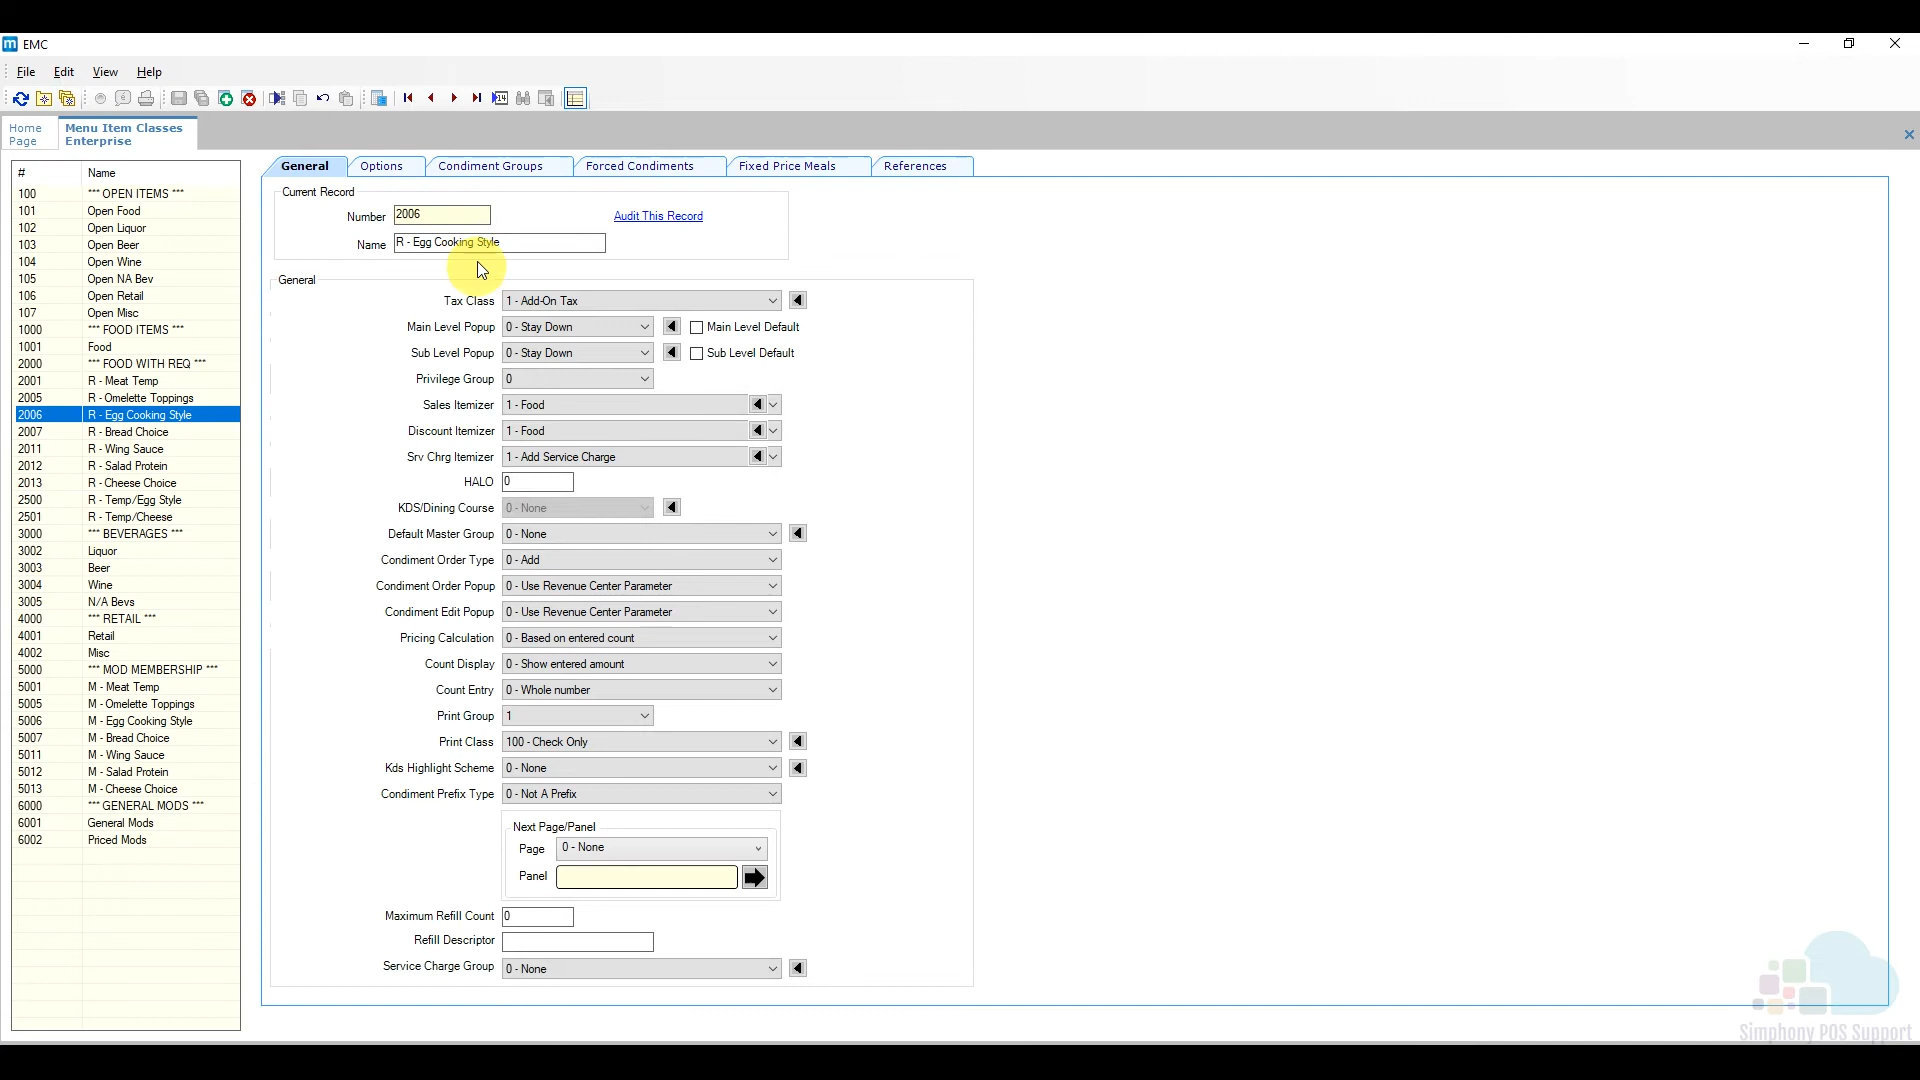 EMC
File Edit View Help
Home Page
Menu Item Classes Enterprise
# Name
100 *** OPEN ITEMS ***
101 Open Food
102 Open Liquor
103 Open Beer
104 Open Wine
105 Open NA Bev
106 Open Retail
107 Open Misc
1000 *** FOOD ITEMS ***
1001 Food
2000 *** FOOD WITH REQ ***
2001 R - Meat Temp
2005 R - Omelette Toppings
2006 R - Egg Cooking Style
2007 R - Bread Choice
2011 R - Wing Sauce
2012 R - Salad Protein
2013 R - Cheese Choice
2500 R - Temp/Egg Style
2501 R - Temp/Cheese
3000 *** BEVERAGES ***
3002 Liquor
3003 Beer
3004 Wine
3005 N/A Bevs
4000 *** RETAIL ***
4001 Retail
4002 Misc
5000 *** MOD MEMBERSHIP ***
5001 M - Meat Temp
5005 M - Omelette Toppings
5006 M - Egg Cooking Style
5007 M - Bread Choice
5011 M - Wing Sauce
5012 M - Salad Protein
5013 M - Cheese Choice
6000 *** GENERAL MODS ***
6001 General Mods
6002 Priced Mods
General Options Condiment Groups Forced Condiments Fixed Price Meals References
Current Record
Number 2006 Audit This Record
Name R - Egg Cooking Style
General
Tax Class 1 - Add-On Tax
Main Level Popup 0 - Stay Down Main Level Default
Sub Level Popup 0 - Stay Down Sub Level Default
Privilege Group 0
Sales Itemizer 1 - Food
Discount Itemizer 1 - Food
Srv Chrg Itemizer 1 - Add Service Charge
HALO 0
KDS/Dining Course 0 - None
Default Master Group 0 - None
Condiment Order Type 0 - Add
Condiment Order Popup 0 - Use Revenue Center Parameter
Condiment Edit Popup 0 - Use Revenue Center Parameter
Pricing Calculation 0 - Based on entered count
Count Display 0 - Show entered amount
Count Entry 0 - Whole number
Print Group 1
Print Class 100 - Check Only
Kds Highlight Scheme 0 - None
Condiment Prefix Type 0 - Not A Prefix
Next Page/Panel
Page 0 - None
Panel
Maximum Refill Count 0
Refill Descriptor
Service Charge Group 0 - None
Simphony POS Support